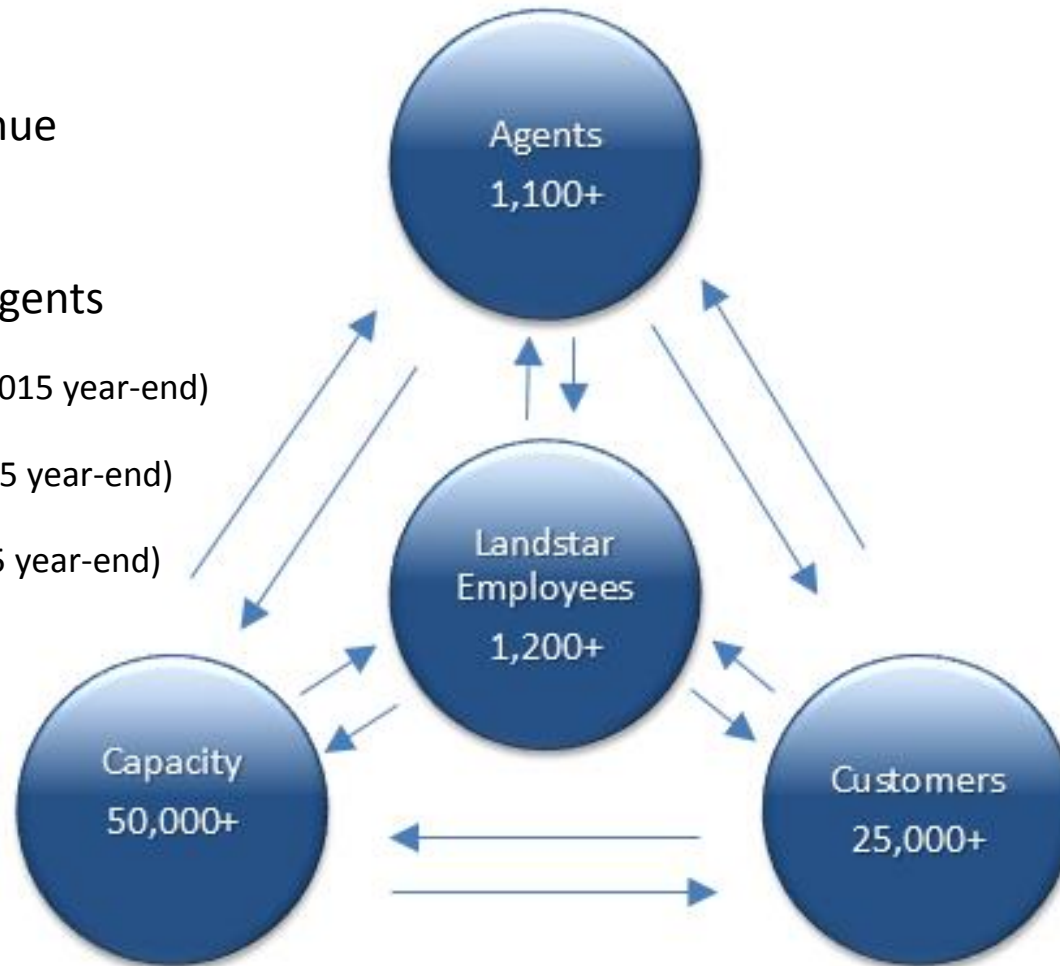 nue
gents
015 year-end)
5 year-end)
5 year-end)
Agents
1,100+
Landstar
Employees
1,200+
Capacity
50,000+
Customers
25,000+